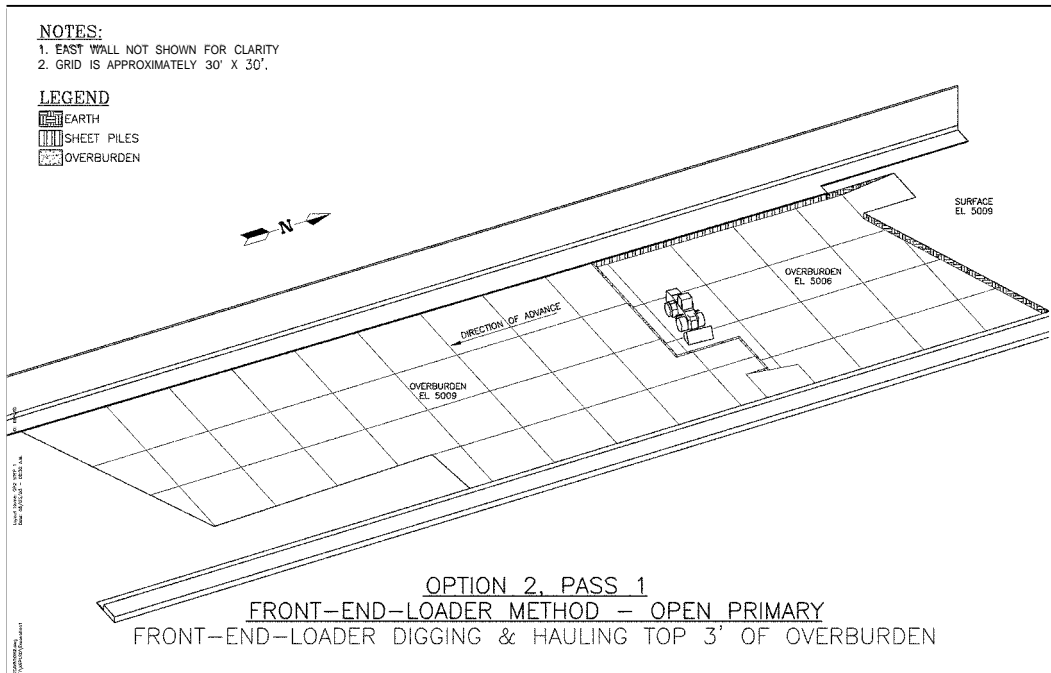 NOTES:
1. EAST WALL NOT SHOWN FOR CLARITY
2. GRID IS APPROXIMATELY 30' X 30'.
LEGEND
EARTH
SHEET PILES
OVERBURDEN
N
SURFACE
EL 5009
OVERBURDEN
EL 5006
DIRECTION OF ADVANCE
OVERBURDEN
EL 5009
OPTION 2, PASS 1
FRONT-END-LOADER METHOD - OPEN PRIMARY
FRONT-END-LOADER DIGGING & HAULING TOP 3' OF OVERBURDEN